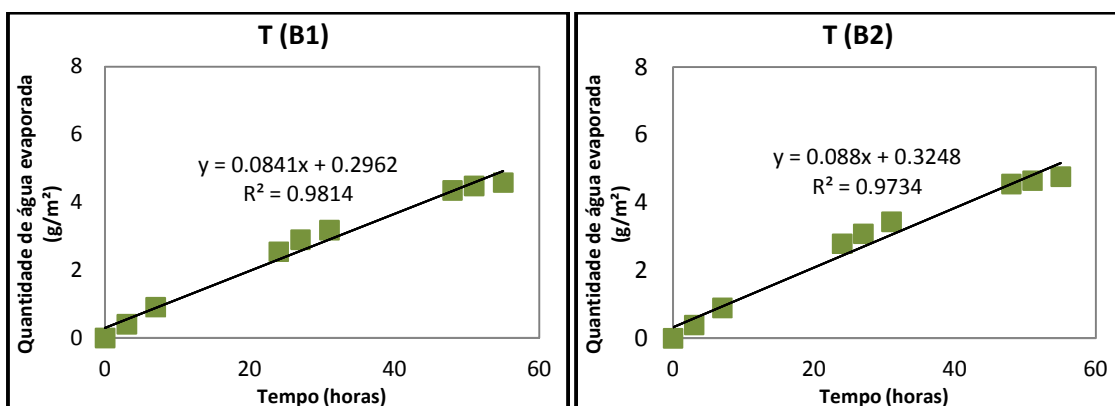 T (B1)
Quantidade de água evaporada
(g/m²)
8
6
4
2
0
y = 0.0841x + 0.2962
R² = 0.9814
0 20 40 60
Tempo (horas)
T (B2)
Quantidade de água evaporada
(g/m²)
8
6
4
2
0
y = 0.088x + 0.3248
R² = 0.9734
0 20 40 60
Tempo (horas)